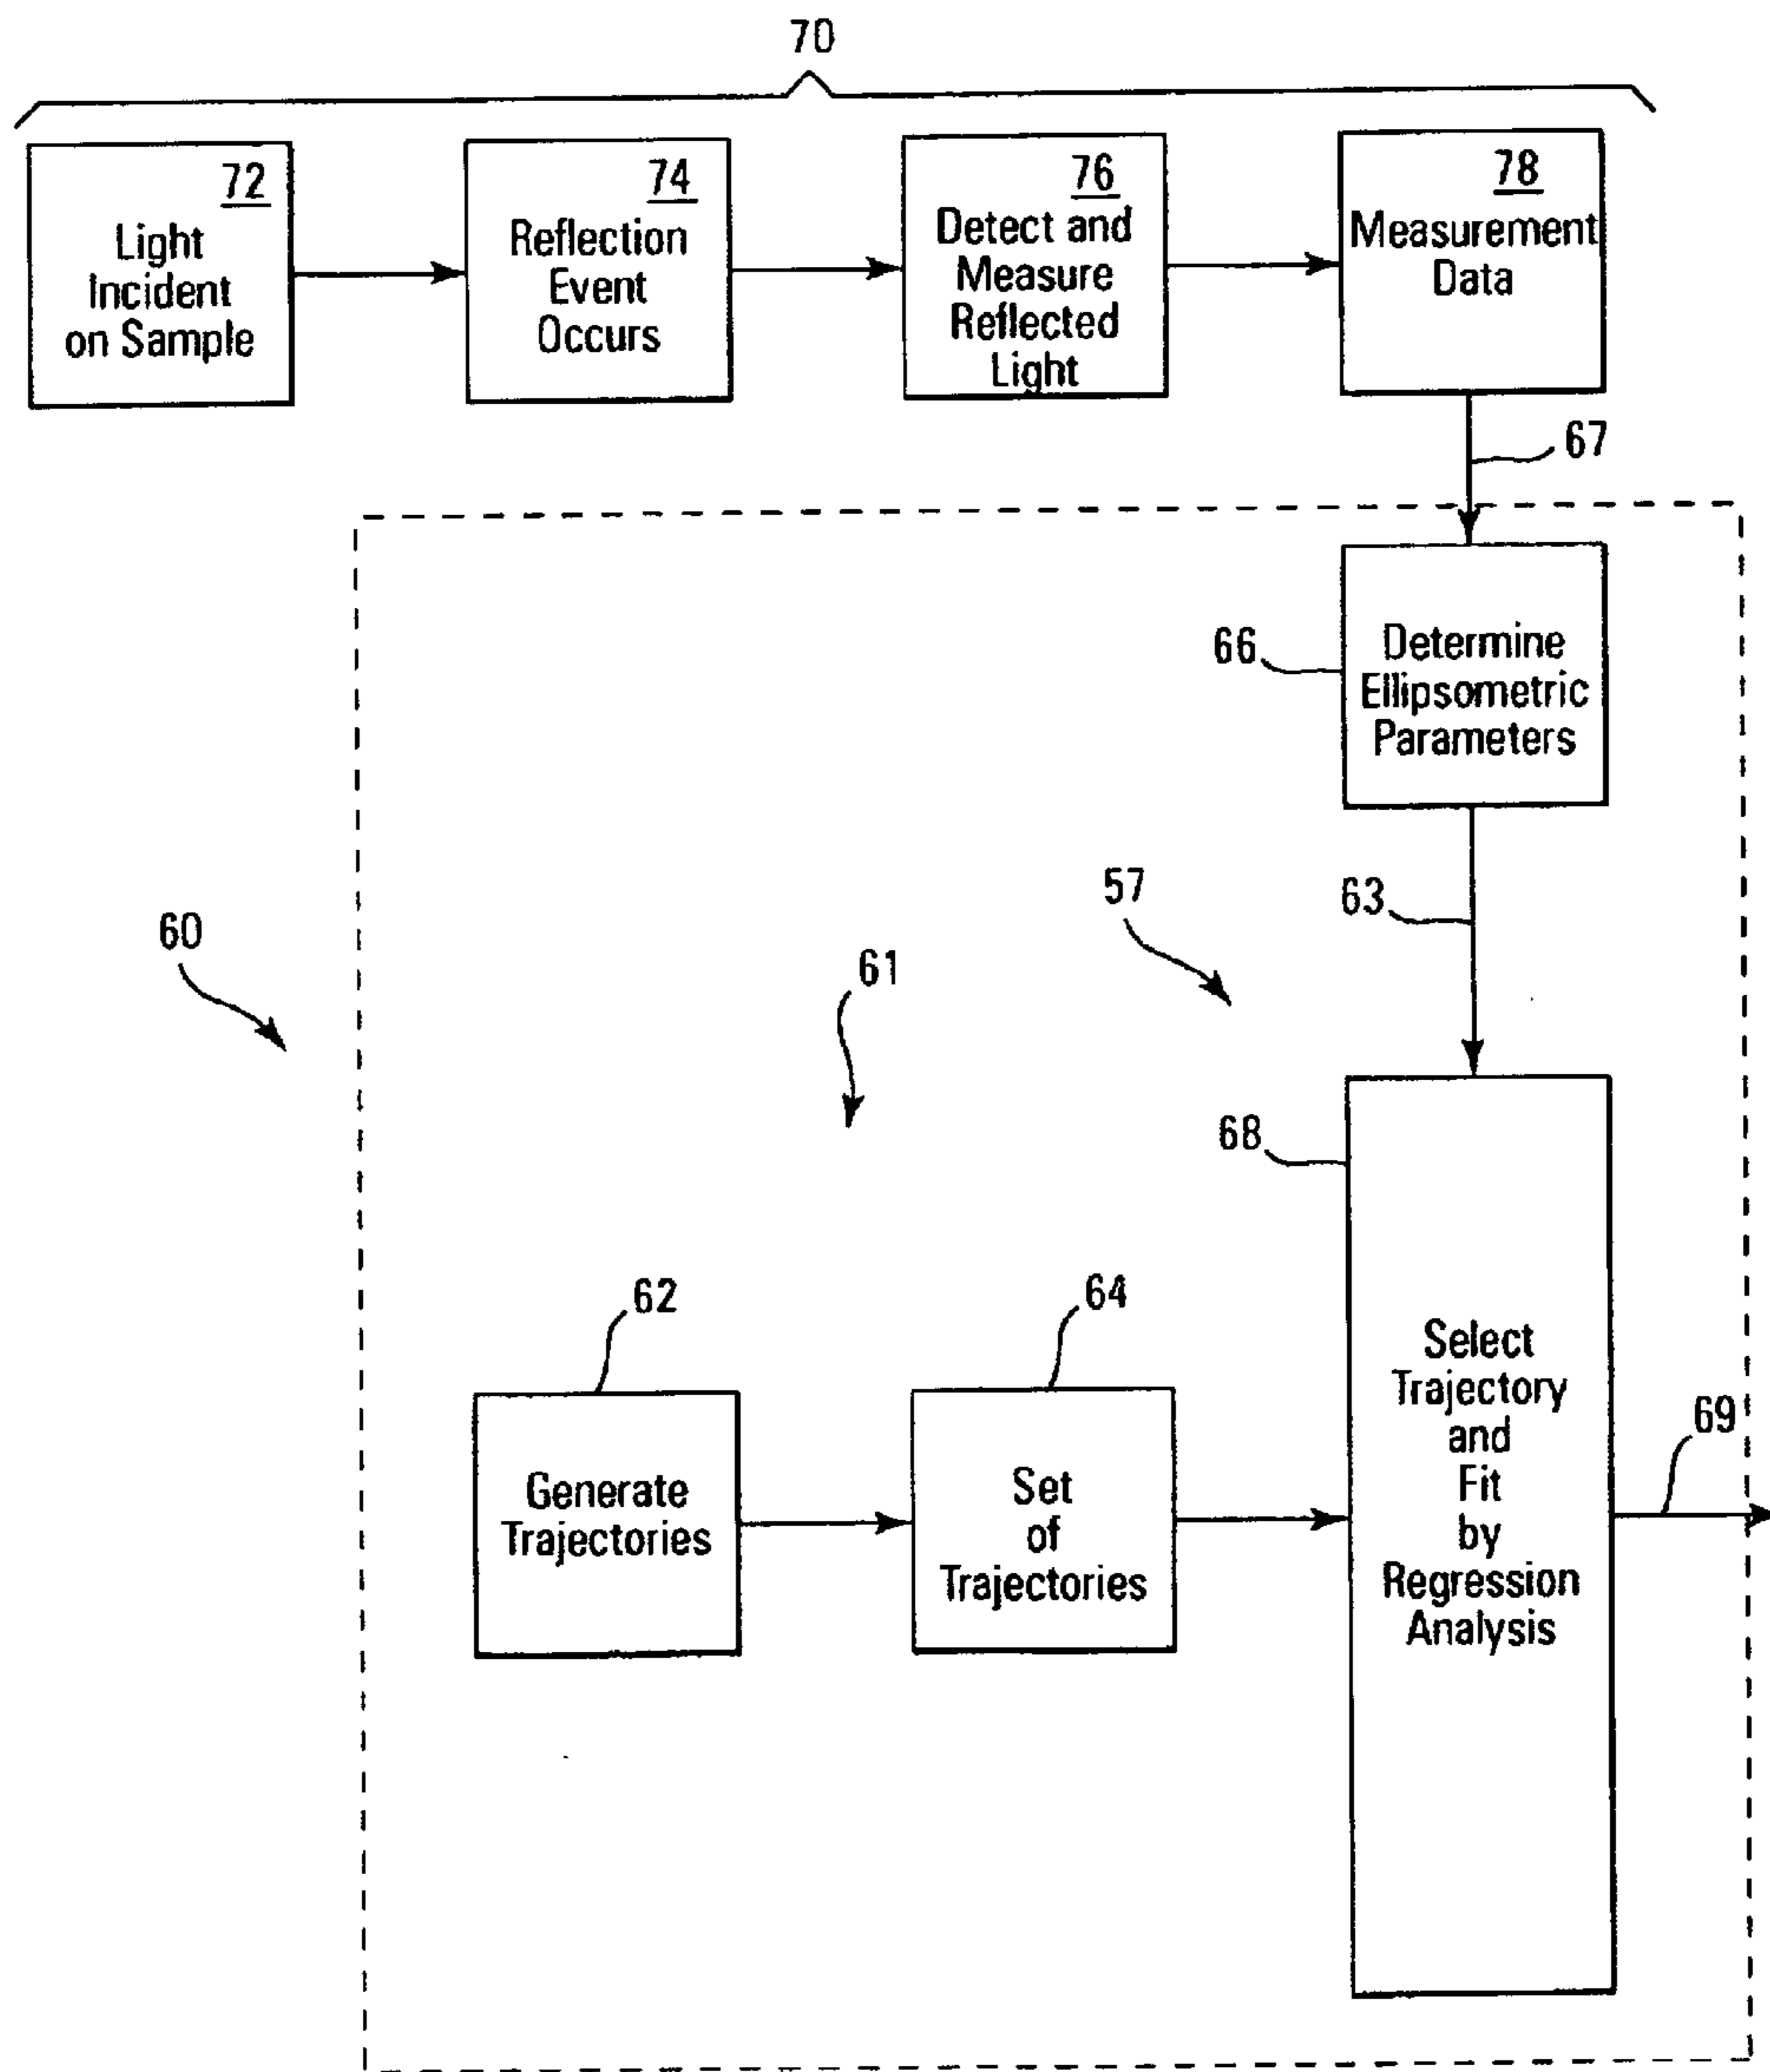 70
72
Light
Incident
on Sample
74
Reflection
Event
Occurs
76
Detect and
Measure
Reflected
Light
78
Measurement
Data
67
66
Determine
Ellipsometric
Parameters
63
57
60
61
68
62
64
Generate
Trajectories
Set
of
Trajectories
Select
Trajectory
and
Fit
by
Regression
Analysis
69